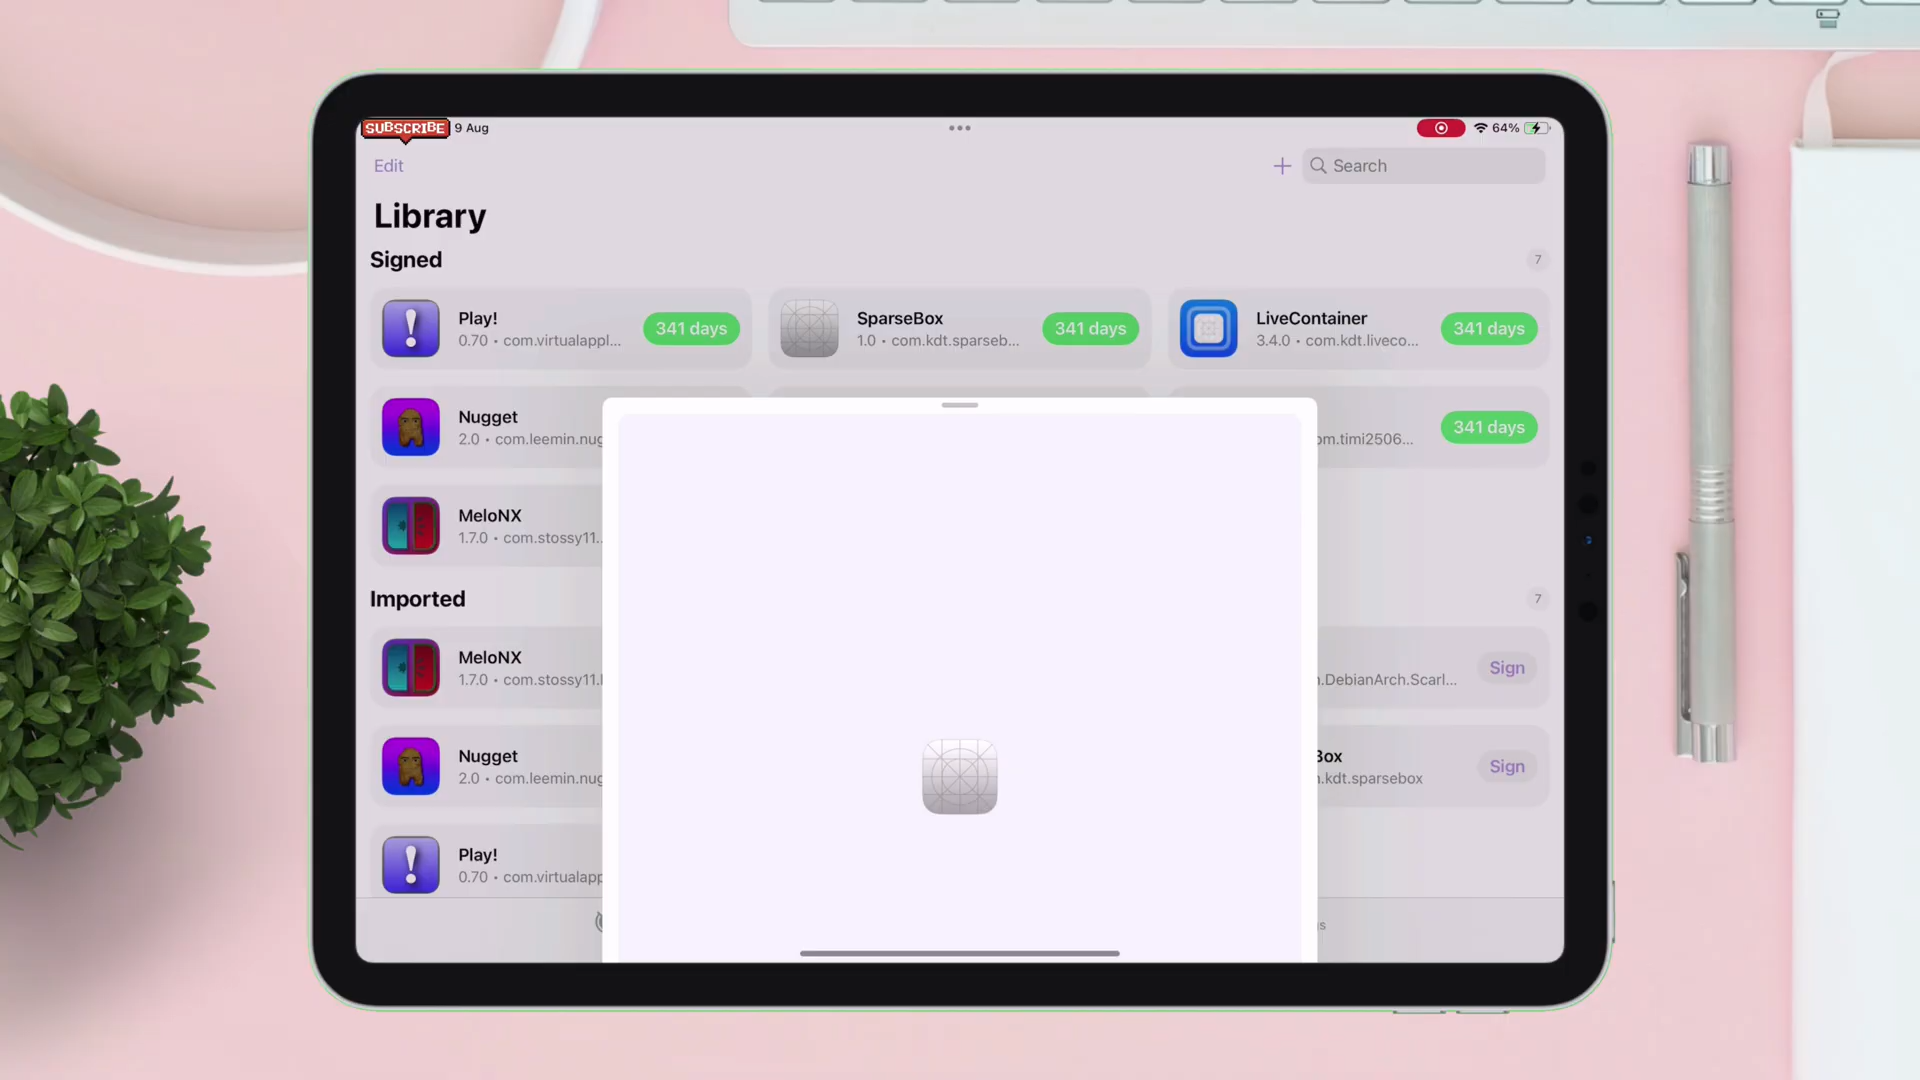 SUBSCRIBE 9 Aug
64%
Edit
Search
Library
Signed
7
Play!
0.70 • com.virtualappl...
341 days
SparseBox
1.0 • com.kdt.sparseb...
341 days
LiveContainer
3.4.0 • com.kdt.liveco...
341 days
Nugget
2.0 • com.leemin.nug
om.timi2506...
341 days
MeloNX
1.7.0 • com.stossy11..
Imported
7
MeloNX
1.7.0 • com.stossy11.
.DebianArch.Scarl...
Sign
Nugget
2.0 • com.leemin.nug
Box
.kdt.sparsebox
Sign
Play!
0.70 • com.virtualapp